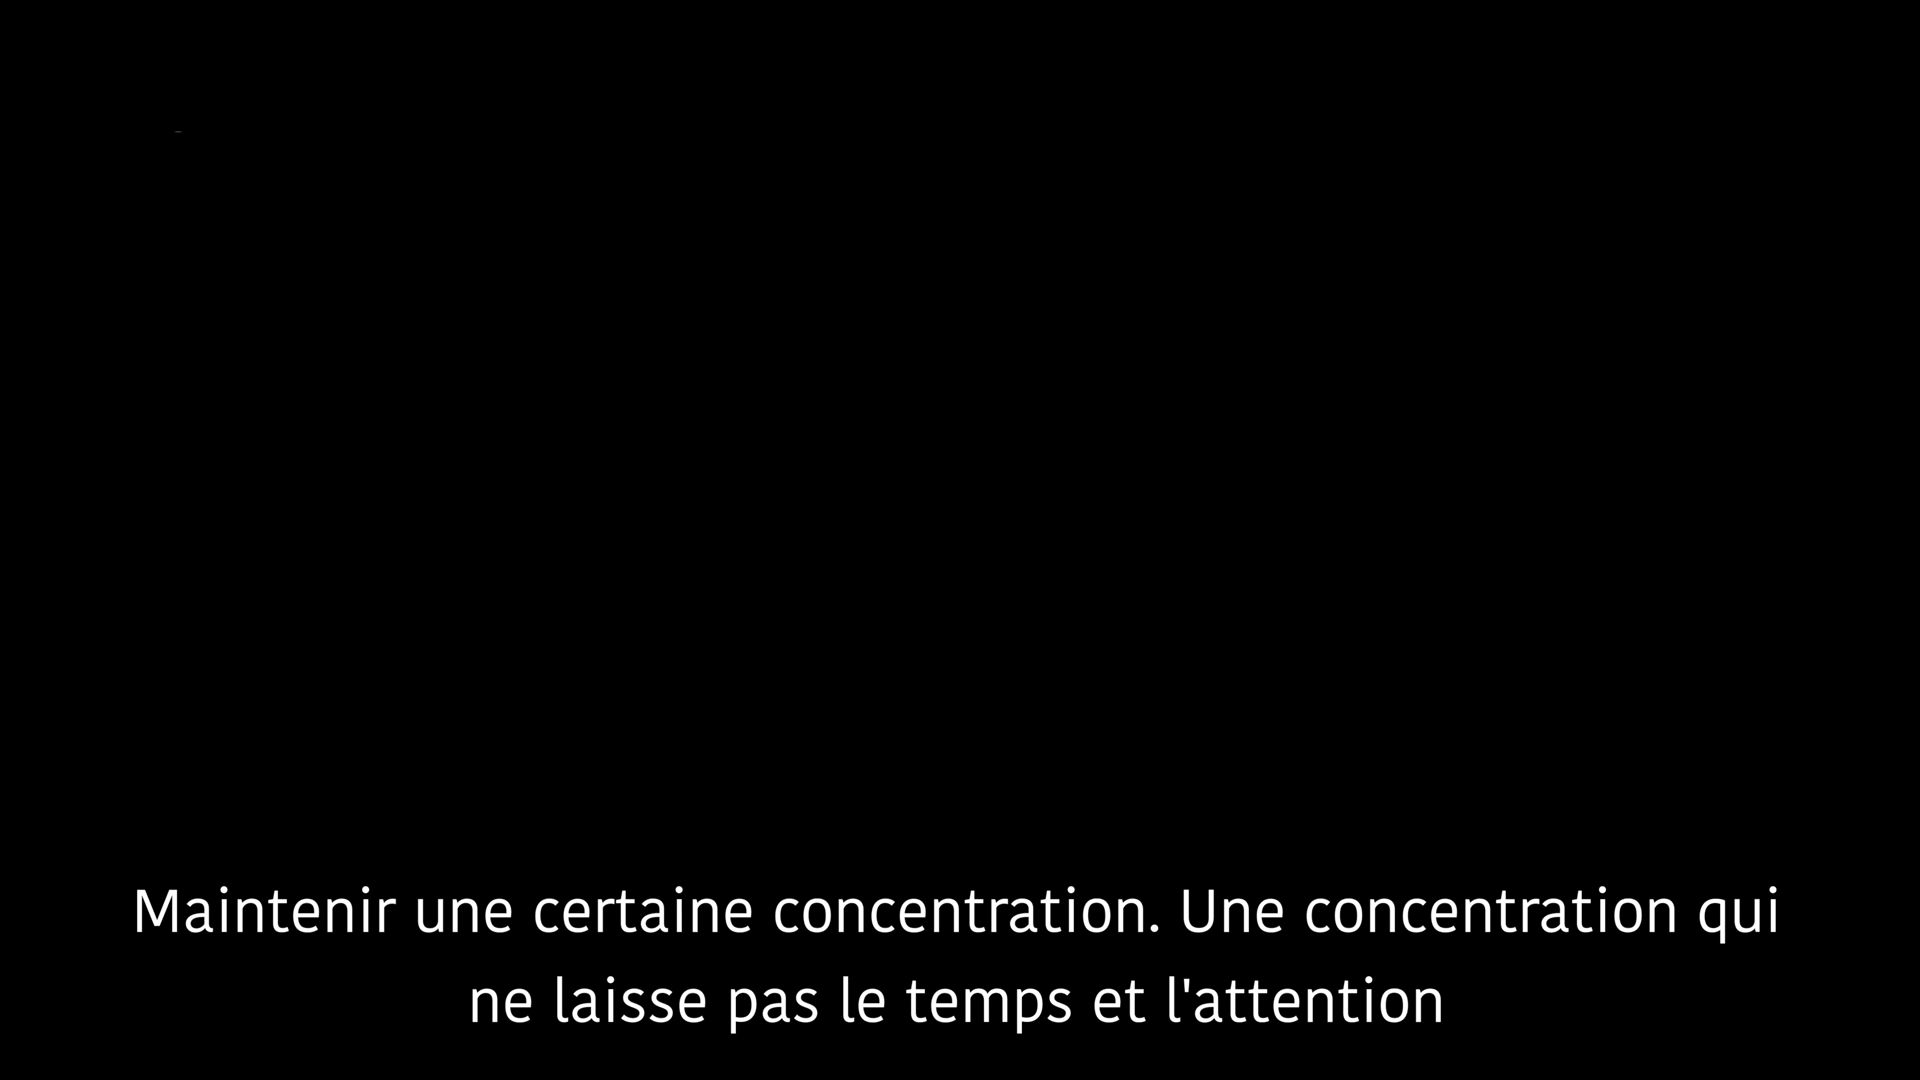 Maintenir une certaine concentration. Une concentration qui
ne laisse pas le temps et l'attention